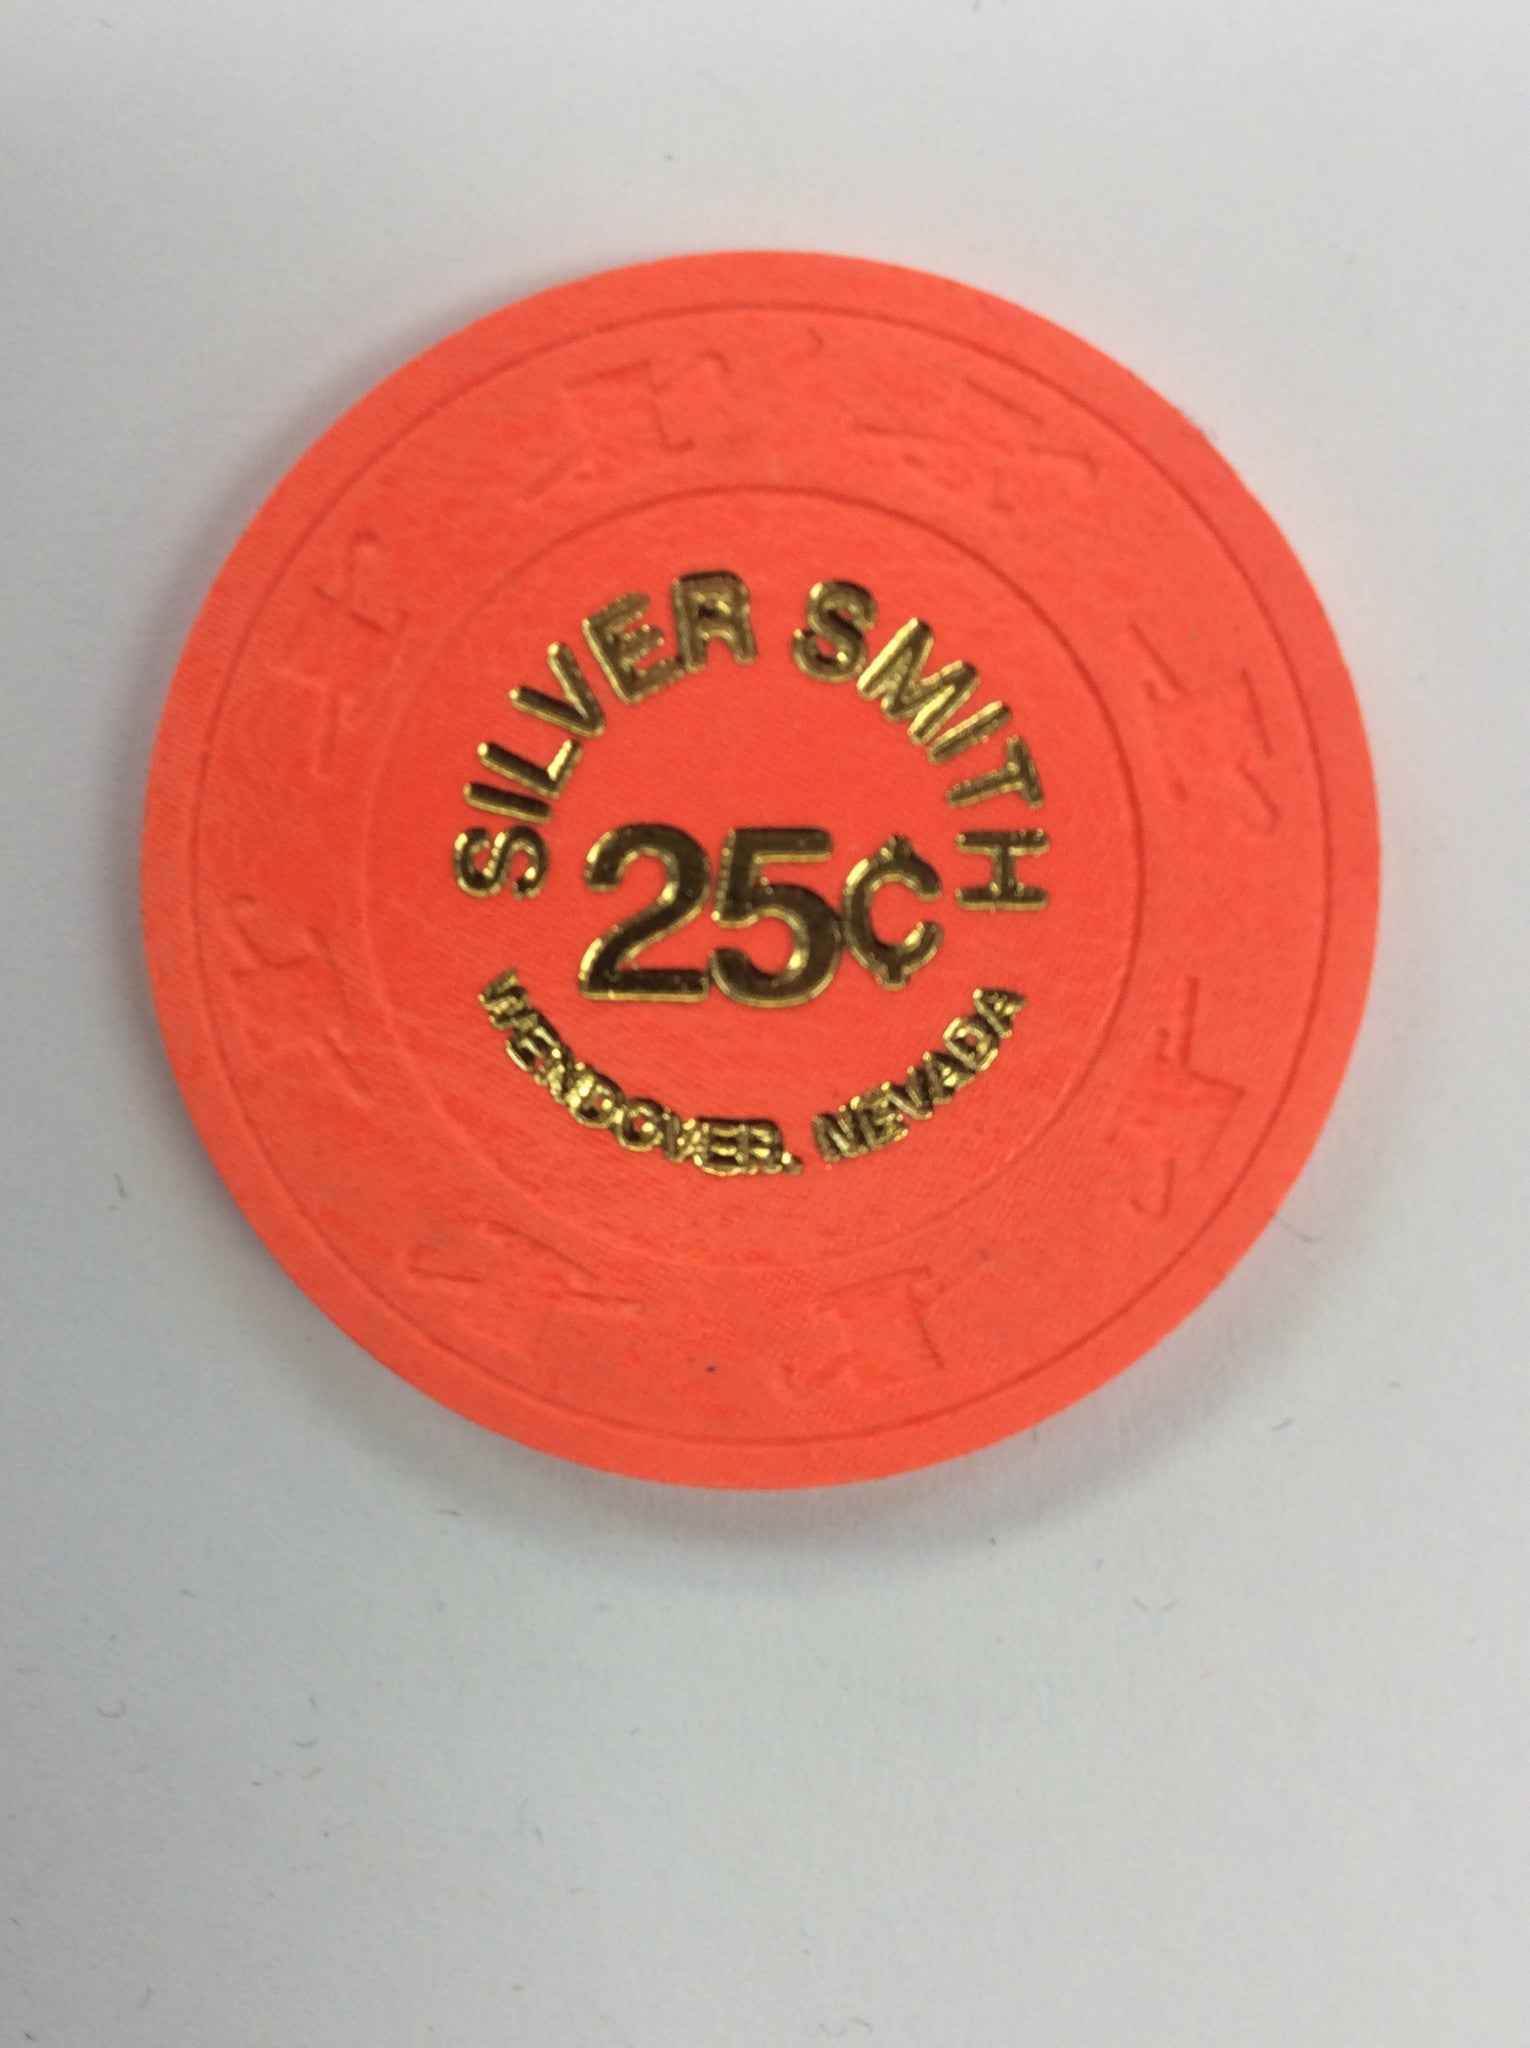 SILVER SMITH
25¢
WENDOVER, NEVADA